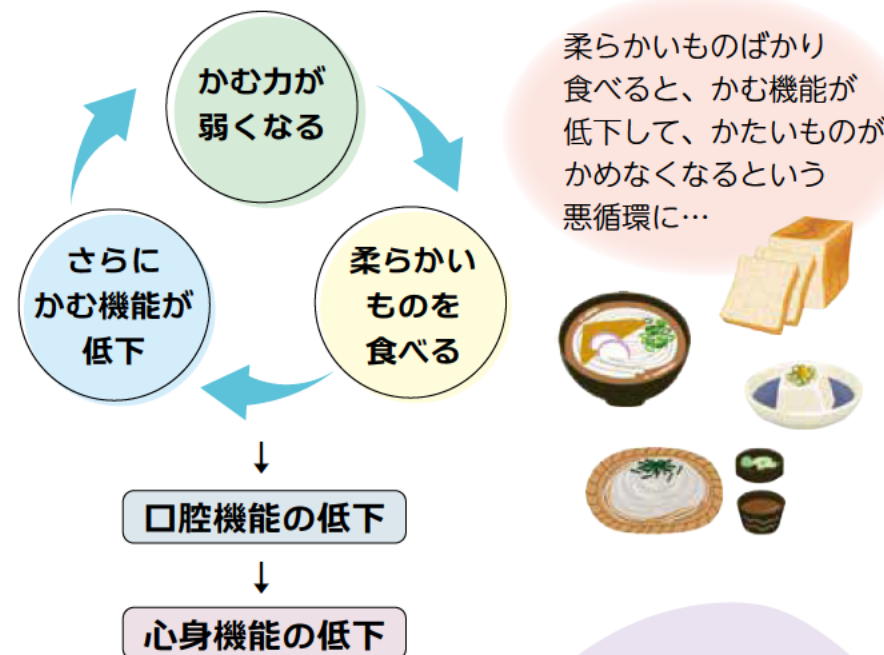 かむ力が
弱くなる
柔らかい
ものを
食べる
さらに
かむ機能が
低下
↓
口腔機能の低下
↓
心身機能の低下
柔らかいものばかり
食べると、かむ機能が
低下して、かたいものが
かめなくなるという
悪循環に…